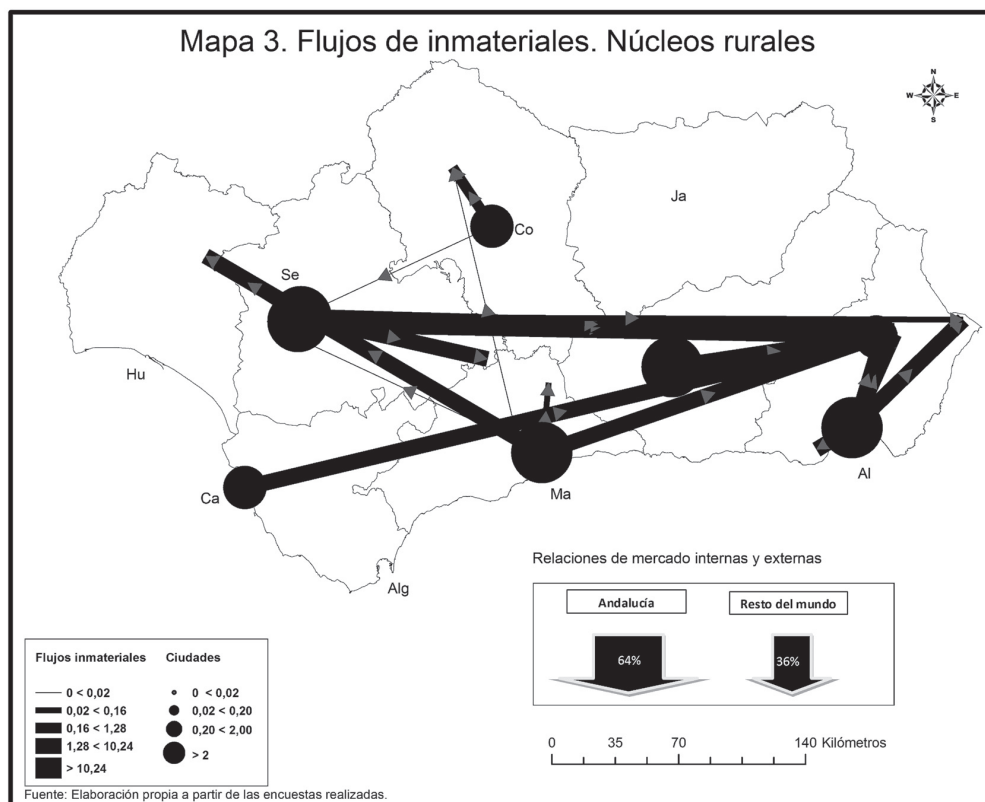 Mapa 3. Flujos de inmateriales. Núcleos rurales
N
W E
S
Ja
Co
Se
Hu
Ca
Ma
Al
Alg
Relaciones de mercado internas y externas
Andalucía Resto del mundo
64% 36%
Flujos inmateriales Ciudades
0 < 0,02 0 < 0,02
0,02 < 0,16 0,02 < 0,20
0,16 < 1,28 0,20 < 2,00
1,28 < 10,24 > 2
> 10,24
0 35 70 140 Kilómetros
Fuente: Elaboración propia a partir de las encuestas realizadas.